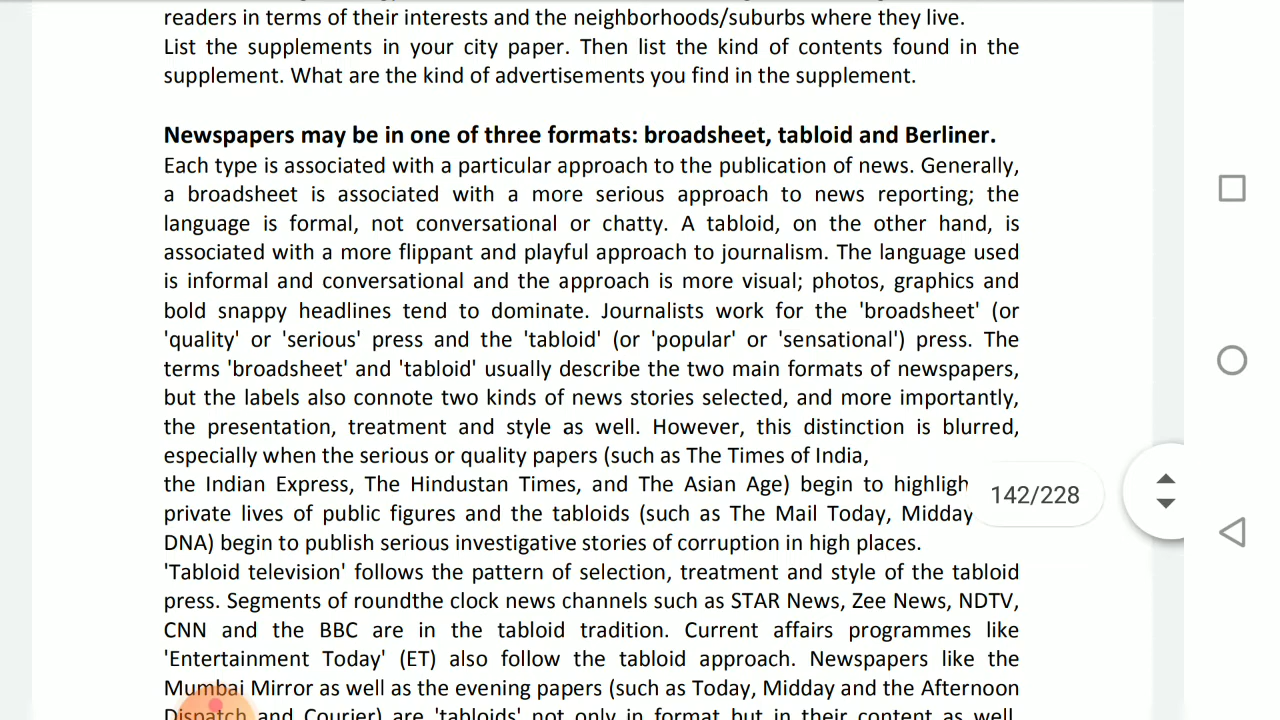 readers in terms of their interests and the neighborhoods/suburbs where they live.
List the supplements in your city paper. Then list the kind of contents found in the
supplement. What are the kind of advertisements you find in the supplement.
Newspapers may be in one of three formats: broadsheet, tabloid and Berliner.
Each type is associated with a particular approach to the publication of news. Generally,
a broadsheet is associated with a more serious approach to news reporting; the
language is formal, not conversational or chatty. A tabloid, on the other hand, is
associated with a more flippant and playful approach to journalism. The language used
is informal and conversational and the approach is more visual; photos, graphics and
bold snappy headlines tend to dominate. Journalists work for the 'broadsheet' (or
'quality' or 'serious' press and the 'tabloid' (or 'popular' or 'sensational') press. The
terms 'broadsheet' and 'tabloid' usually describe the two main formats of newspapers,
but the labels also connote two kinds of news stories selected, and more importantly,
the presentation, treatment and style as well. However, this distinction is blurred,
especially when the serious or quality papers (such as The Times of India,
the Indian Express, The Hindustan Times, and The Asian Age) begin to highligh
private lives of public figures and the tabloids (such as The Mail Today, Midday
142/228
DNA) begin to publish serious investigative stories of corruption in high places.
'Tabloid television' follows the pattern of selection, treatment and style of the tabloid
press. Segments of roundthe clock news channels such as STAR News, Zee News, NDTV,
CNN and the BBC are in the tabloid tradition. Current affairs programmes like
'Entertainment Today' (ET) also follow the tabloid approach. Newspapers like the
Mumbai Mirror as well as the evening papers (such as Today, Midday and the Afternoon
Dispatch and Courier) are 'tabloids' not only in format but in their content as well.